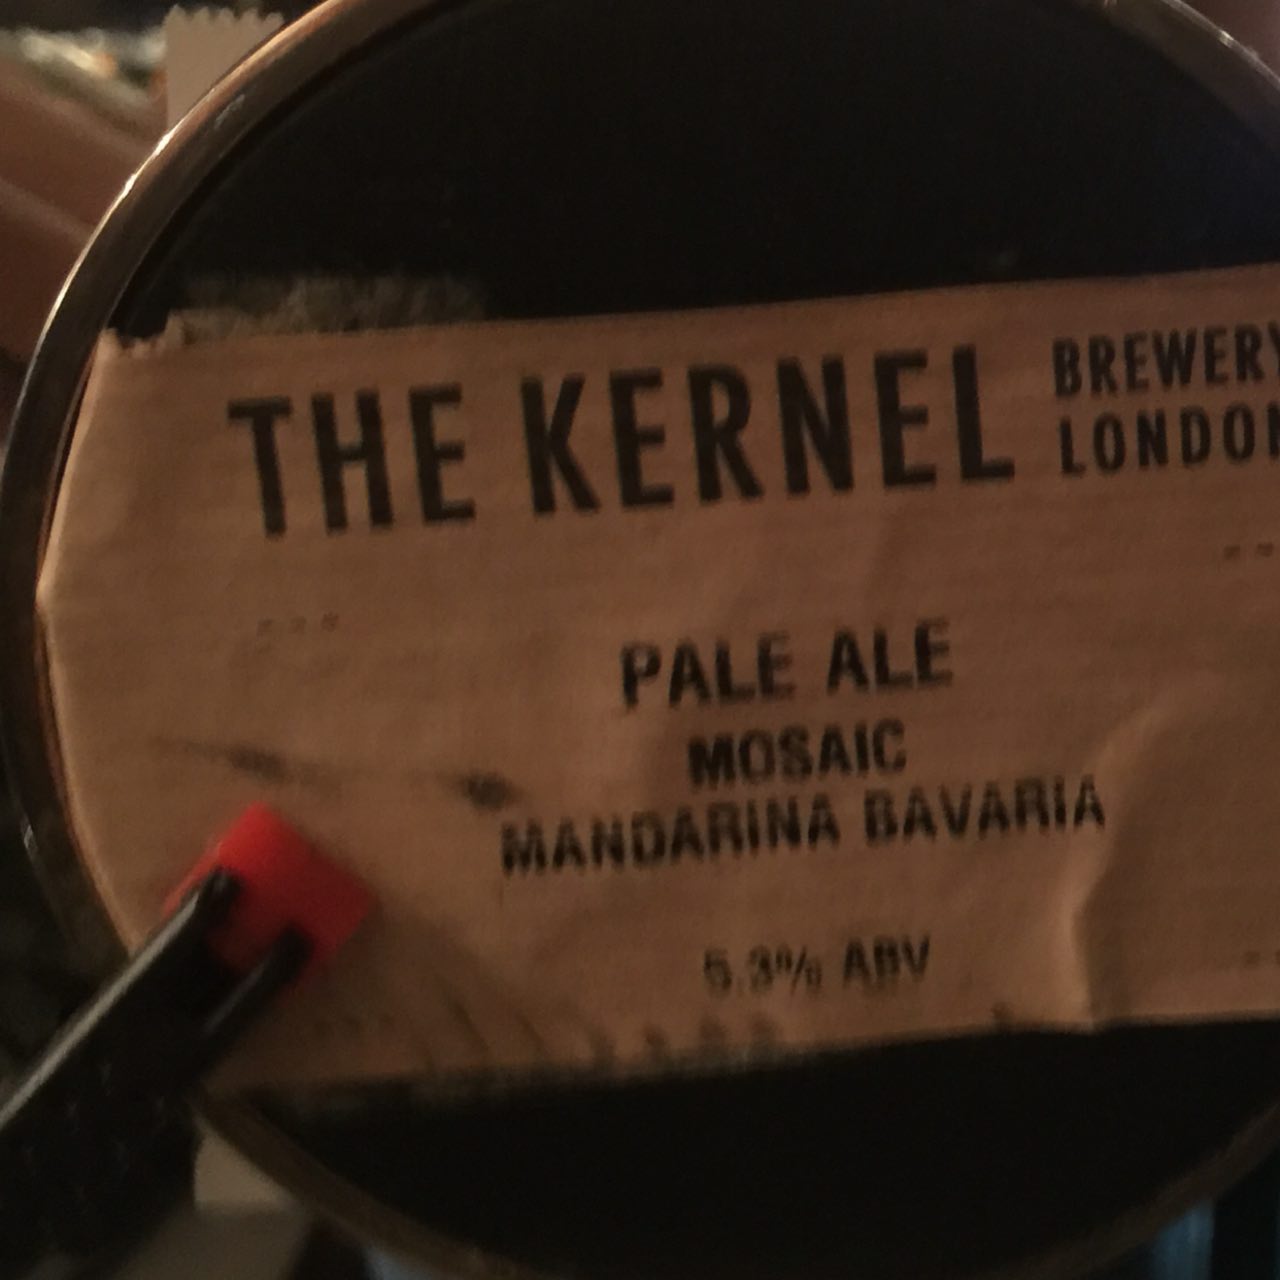 THE KERNEL
BREWERY
LONDON
PALE ALE
MOSAIC
MANDARINA BAVARIA
5.3% ABV